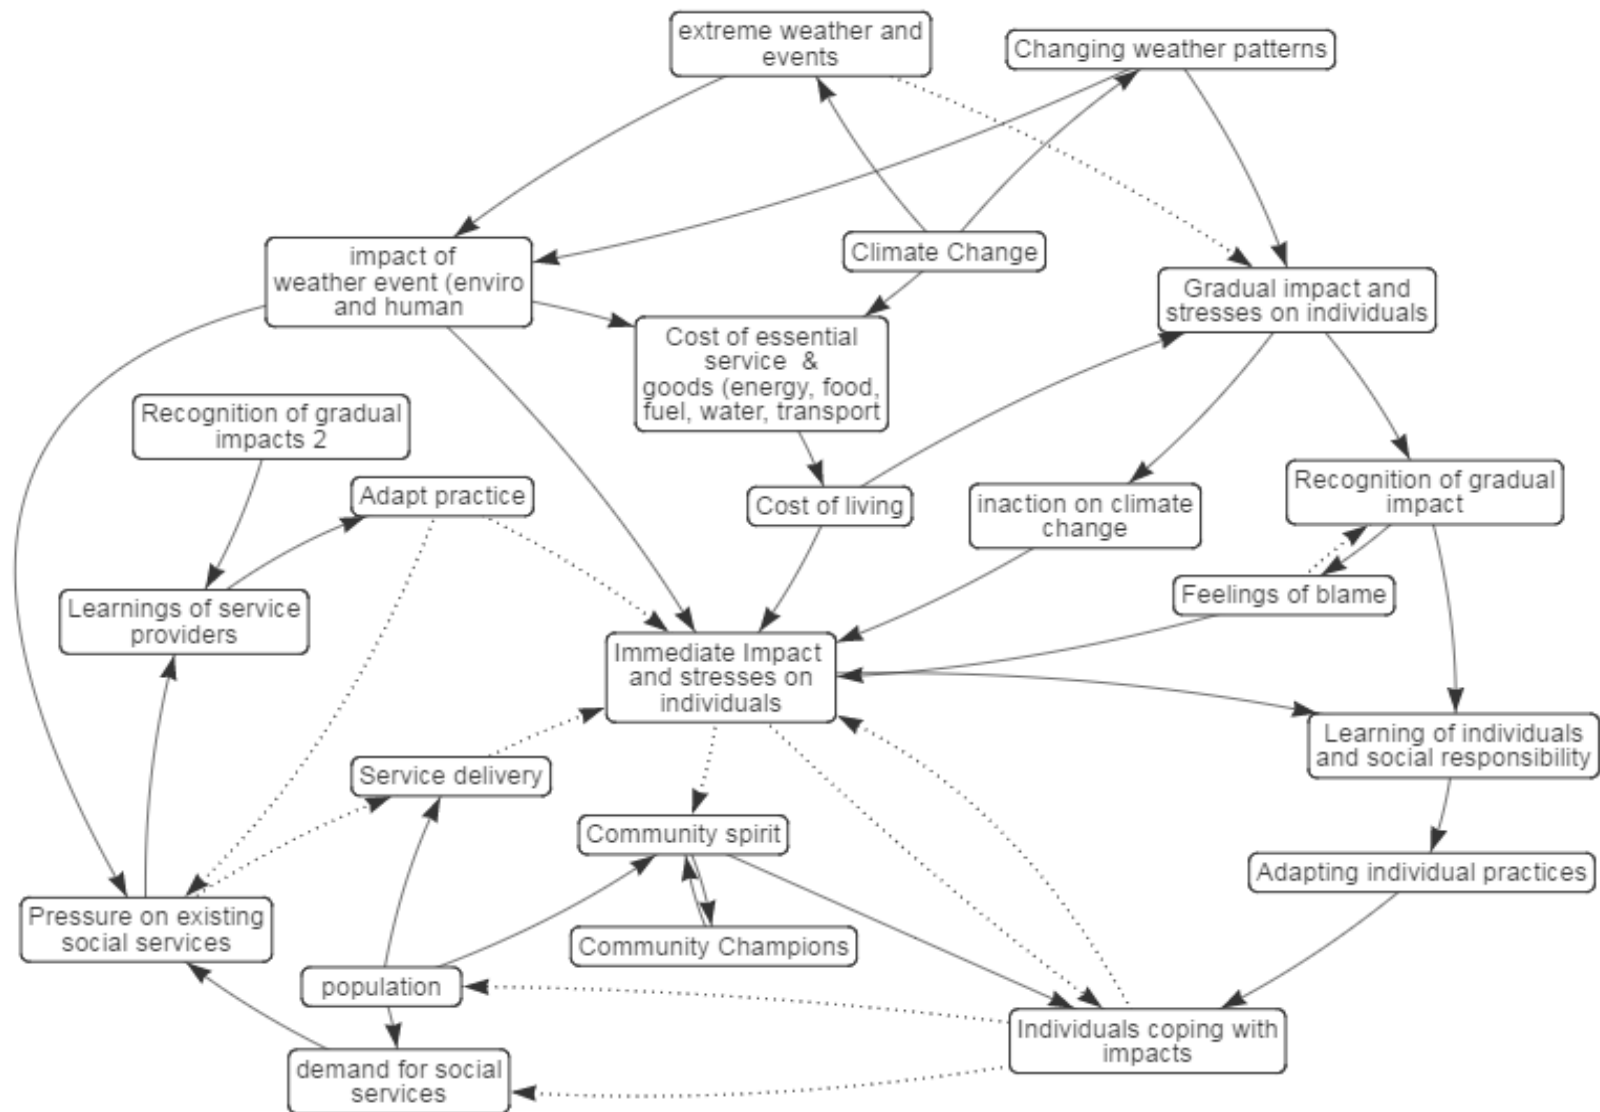 extreme weather and
events
Changing weather patterns
impact of
weather event (enviro
and human
Climate Change
Gradual impact and
stresses on individuals
Cost of essential
service &
goods (energy, food,
fuel, water, transport
Recognition of gradual
impacts 2
Adapt practice
Cost of living
inaction on climate
change
Recognition of gradual
impact
Learnings of service
providers
Feelings of blame
Immediate Impact
and stresses on
individuals
Learning of individuals
and social responsibility
Service delivery
Community spirit
Adapting individual practices
Pressure on existing
social services
Community Champions
population
Individuals coping with
impacts
demand for social
services